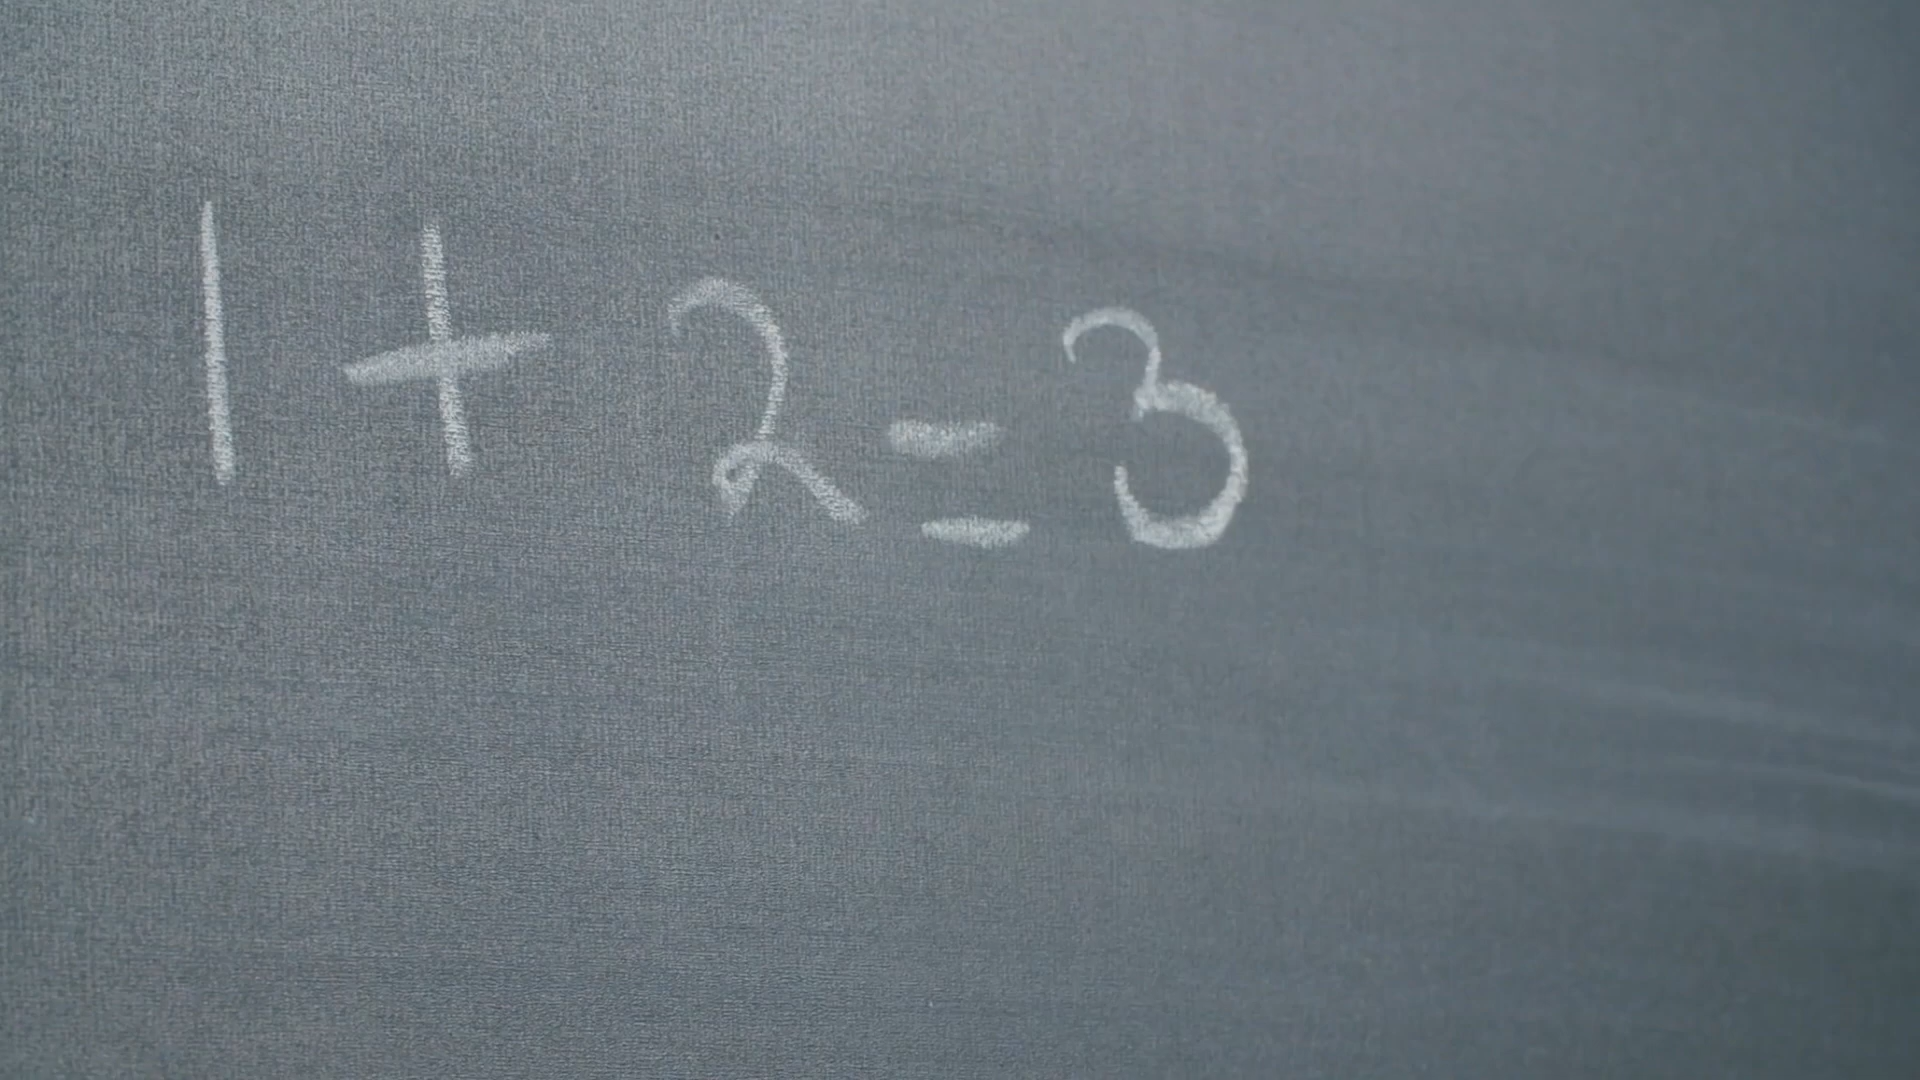 1 + 2 = 3